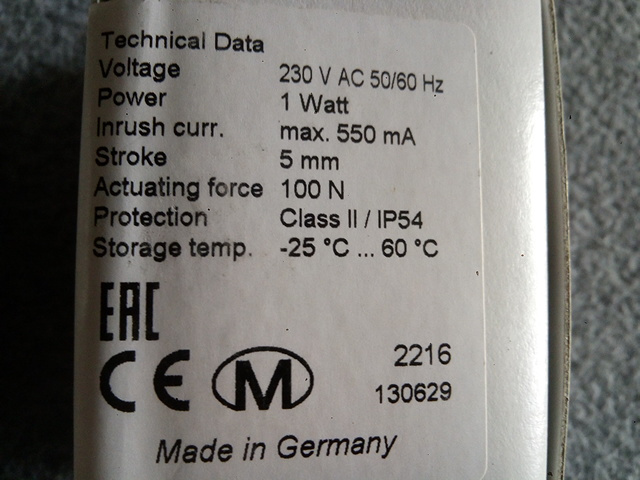 Technical Data
Voltage 230 V AC 50/60 Hz
Power 1 Watt
Inrush curr. max. 550 mA
Stroke 5 mm
Actuating force 100 N
Protection Class II / IP54
Storage temp. -25 °C ... 60 °C
EAC
CE M 2216
130629
Made in Germany